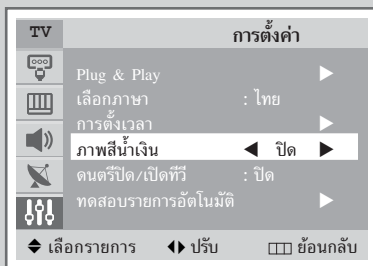 TV การตั้งค่า
Plug & Play
เลือกภาษา : ไทย
การตั้งเวลา
ภาพสีน้ำเงิน ◀ ปิด ▶
ดนตรีปิด/เปิดทีวี : ปิด
ทดสอบรายการอัตโนมัติ
เลือกรายการ ปรับ ย้อนกลับ